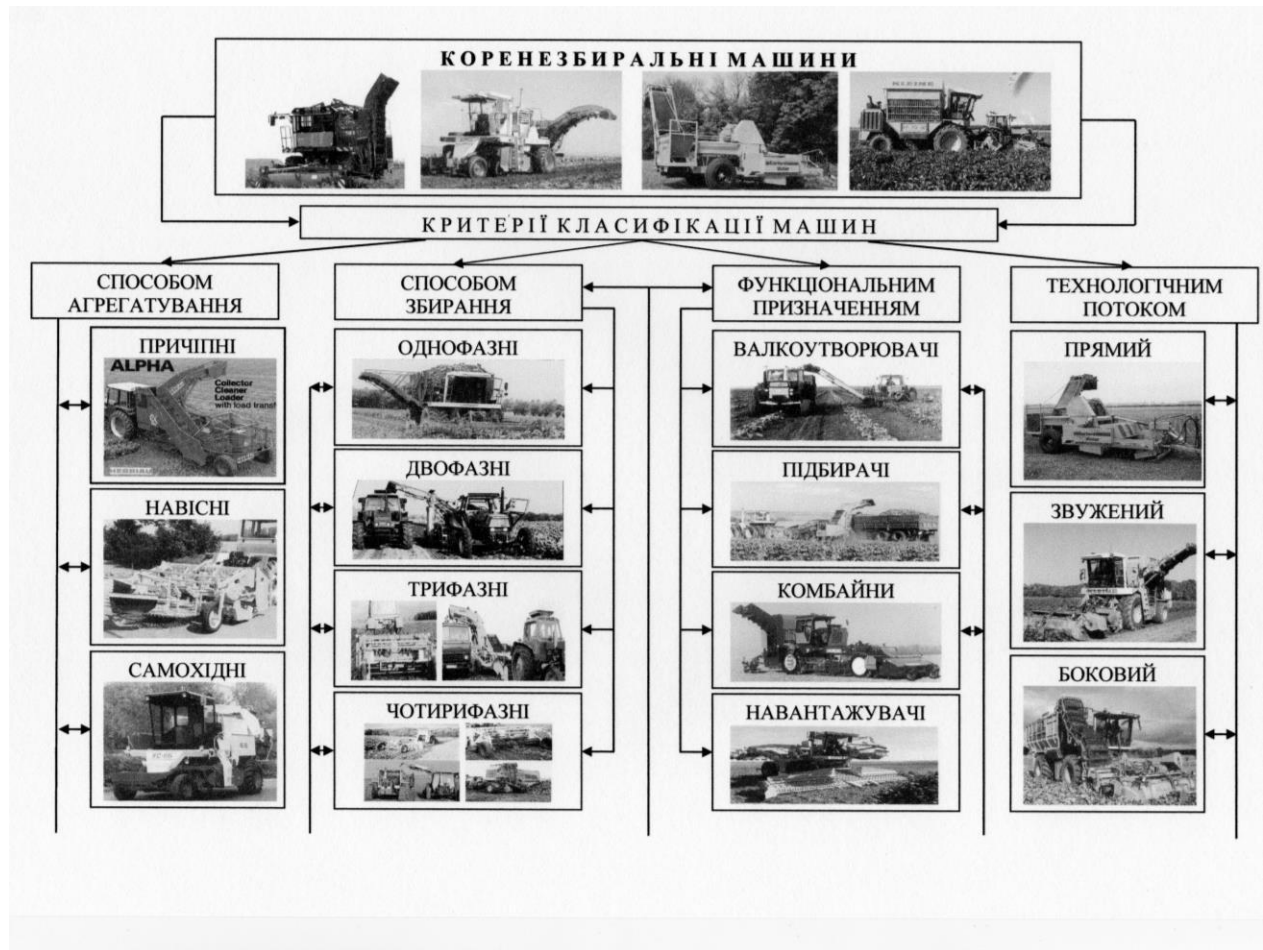 КОРЕНЕЗБИРАЛЬНІ МАШИНИ
КРИТЕРІЇ КЛАСИФІКАЦІЇ МАШИН
СПОСОБОМ
АГРЕГАТУВАННЯ
ПРИЧІПНІ
ALPHA
Collector
Cleaner
Loader
with load transf
НАВІСНІ
САМОХІДНІ
СПОСОБОМ
ЗБИРАННЯ
ОДНОФАЗНІ
ДВОФАЗНІ
ТРИФАЗНІ
ЧОТИРИФАЗНІ
ФУНКЦІОНАЛЬНИМ
ПРИЗНАЧЕННЯМ
ВАЛКОУТВОРЮВАЧІ
ПІДБИРАЧІ
КОМБАЙНИ
НАВАНТАЖУВАЧІ
ТЕХНОЛОГІЧНИМ
ПОТОКОМ
ПРЯМИЙ
ЗВУЖЕНИЙ
БОКОВИЙ